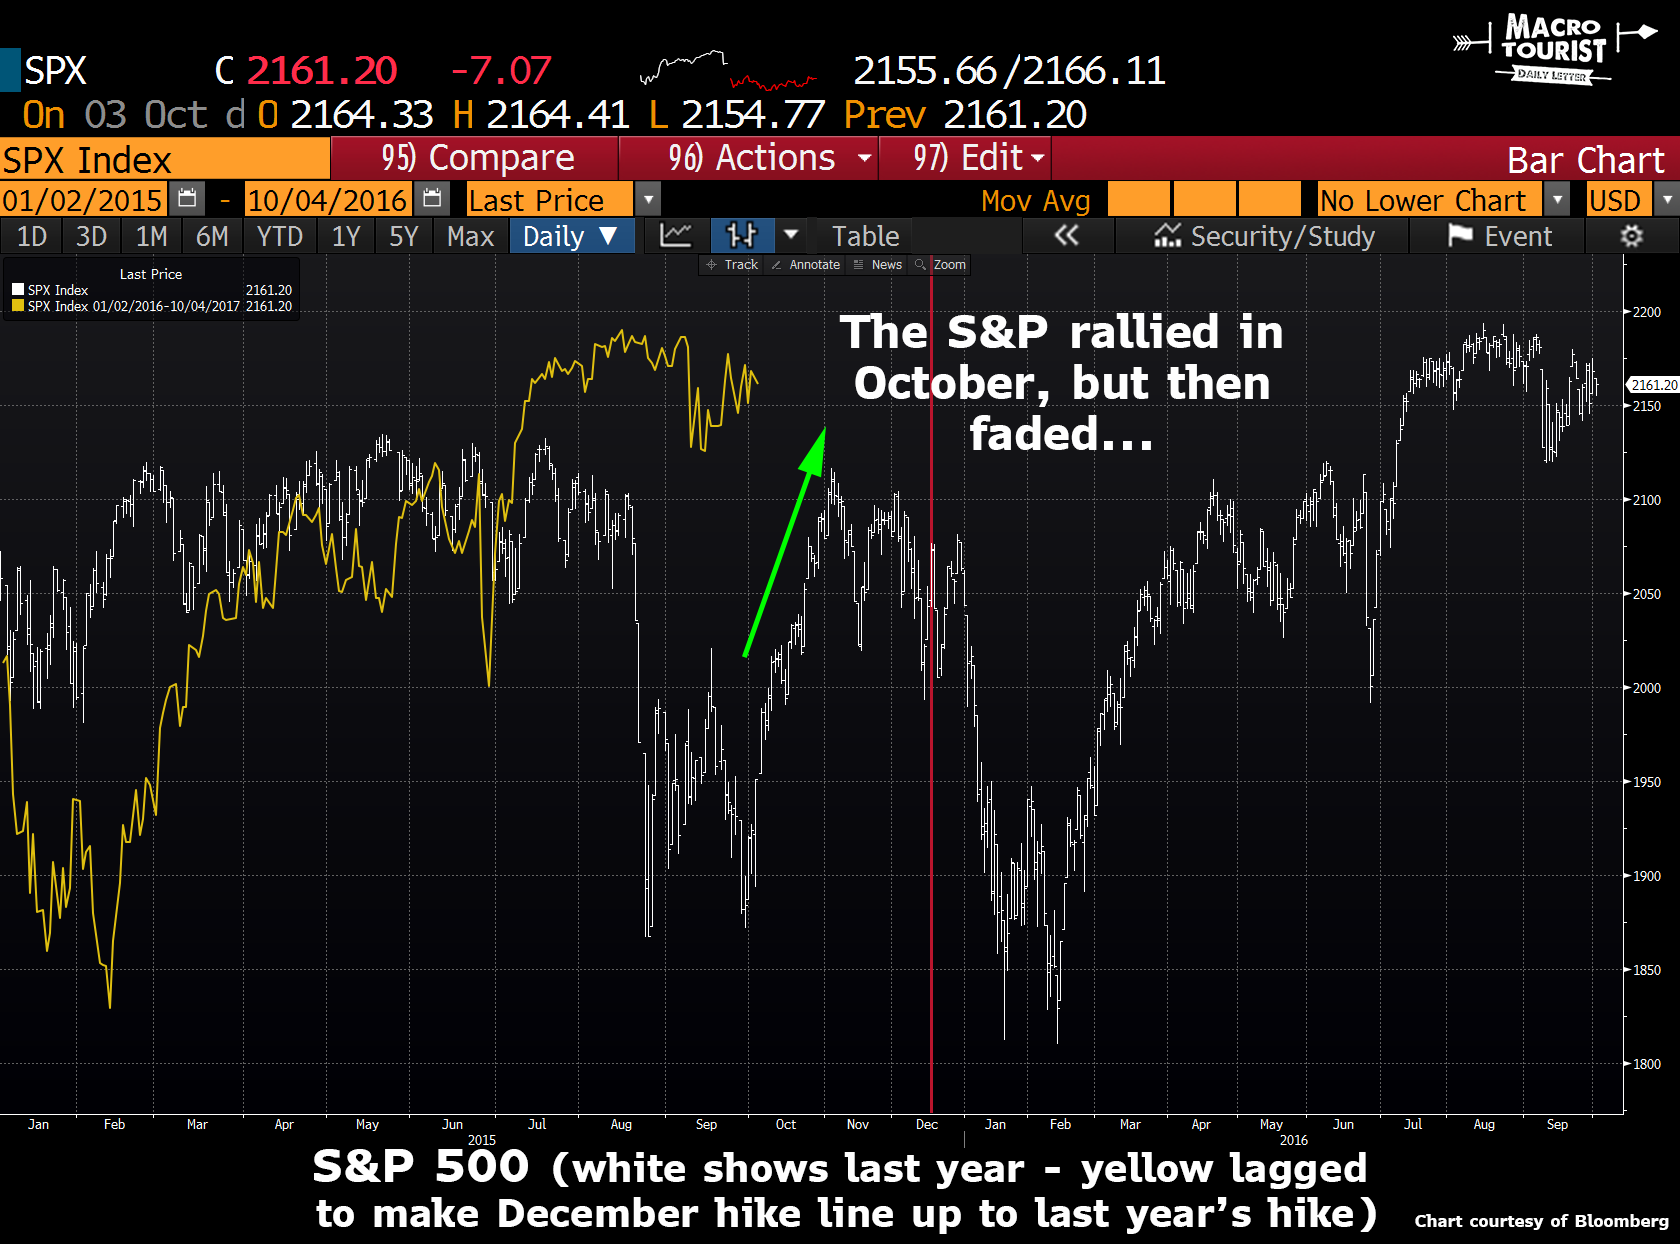 MACRO
TOURIST
DAILY LETTER
SPX C 2161.20 -7.07 2155.66/2166.11
On 03 Oct d O 2164.33 H 2164.41 L 2154.77 Prev 2161.20
SPX Index 95) Compare 96) Actions 97) Edit Bar Chart
01/02/2015 - 10/04/2016 Last Price Mov Avg No Lower Chart USD
1D 3D 1M 6M YTD 1Y 5Y Max Daily ▼ Table « Security/Study Event
Track Annotate News Zoom
Last Price
SPX Index 2161.20
SPX Index 01/02/2016-10/04/2017 2161.20
The S&P rallied in
October, but then
faded...
2200
2161.20
2150
2100
2050
2000
1950
1900
1850
1800
Jan Feb Mar Apr May Jun Jul Aug Sep Oct Nov Dec Jan Feb Mar Apr May Jun Jul Aug Sep
2015 2016
S&P 500 (white shows last year - yellow lagged
to make December hike line up to last year's hike)
Chart courtesy of Bloomberg